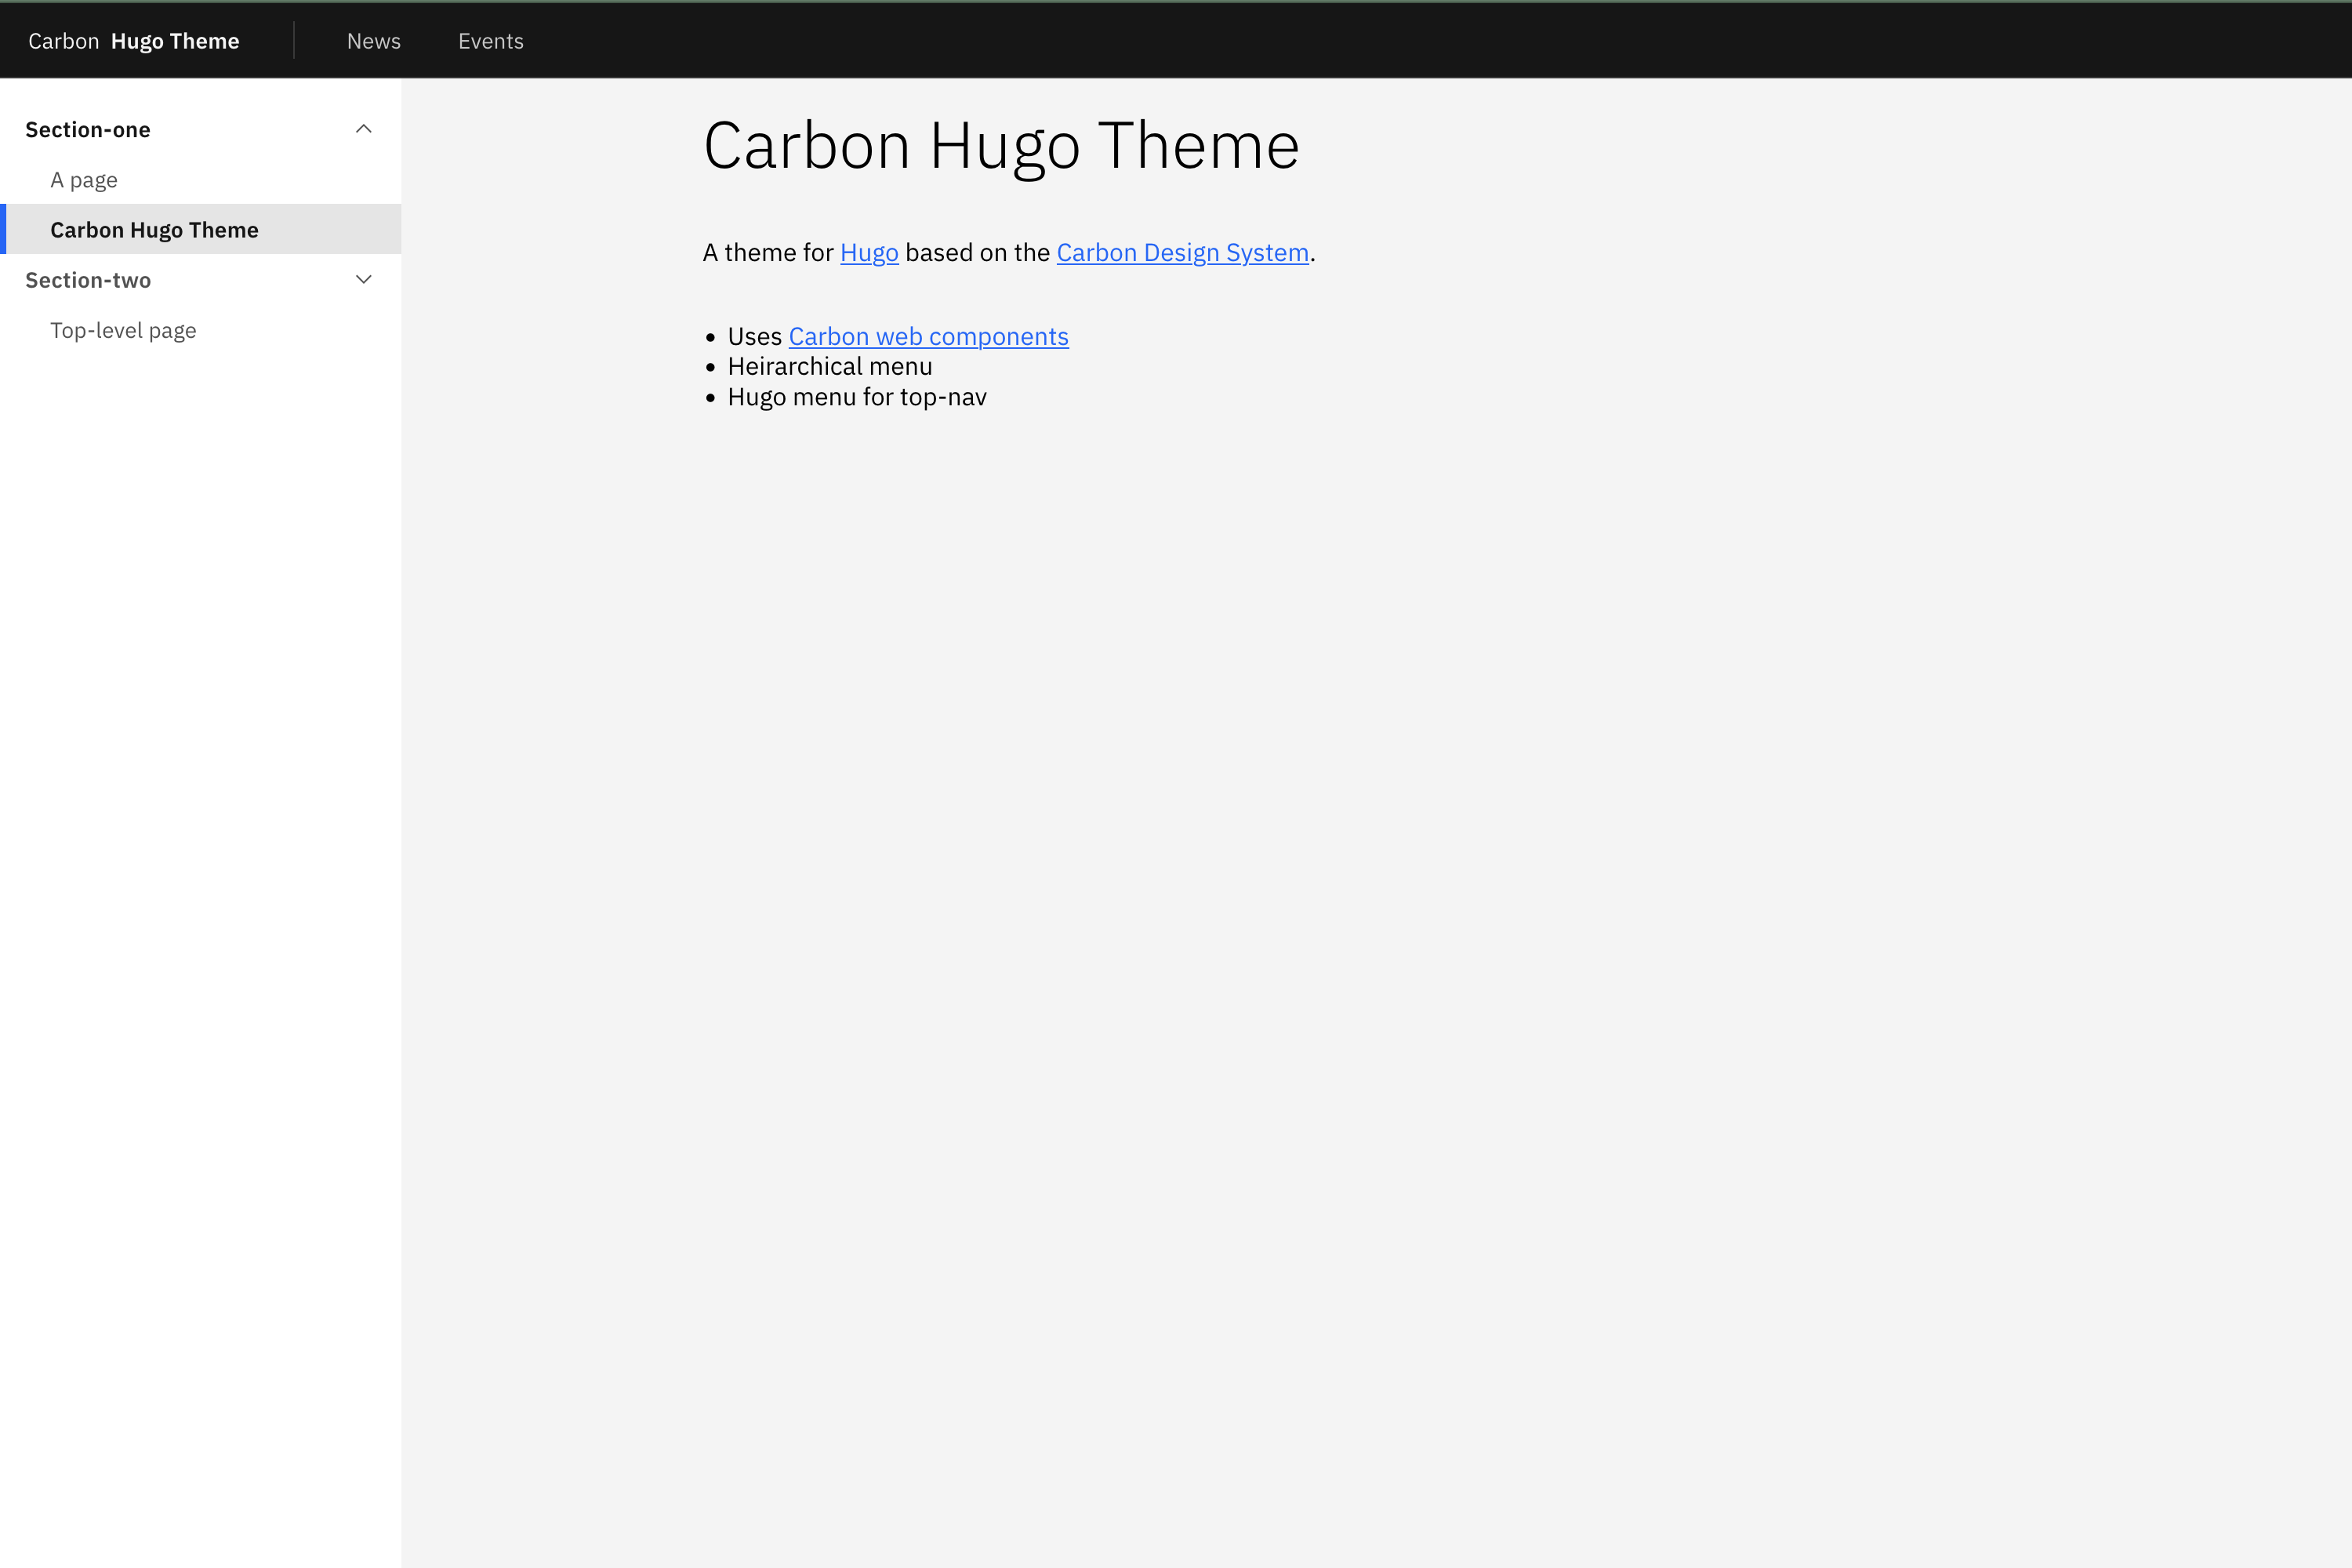 Carbon Hugo Theme
News
Events
Section-one
A page
Carbon Hugo Theme
Section-two
Top-level page
Carbon Hugo Theme
A theme for Hugo based on the Carbon Design System.
Uses Carbon web components
Heirarchical menu
Hugo menu for top-nav